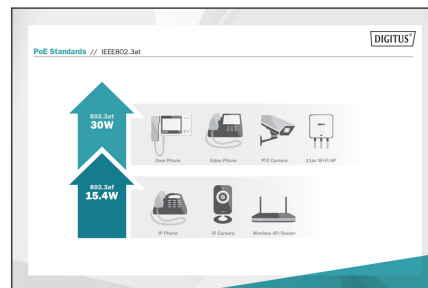 DIGITUS®
PoE Standards // IEEE802.3at
802.3at
30W
Door Phone Video Phone PTZ Camera 11ac Wi-Fi AP
802.3af
15.4W
IP Phone IP Camera Wireless AP/Router